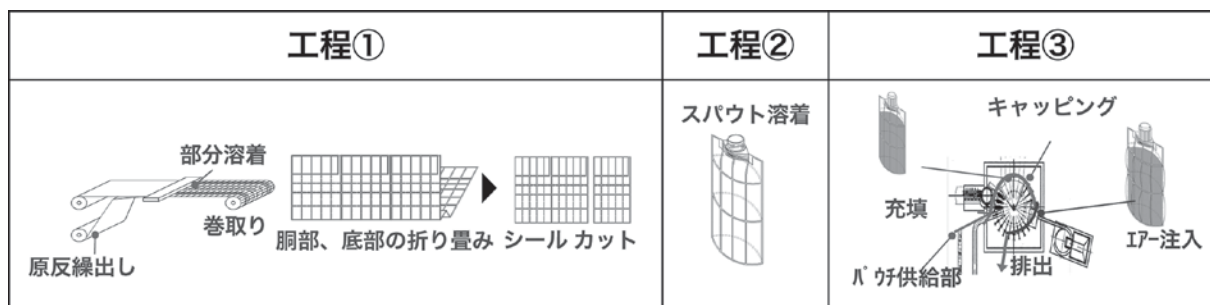 工程①
工程②
工程③
部分溶着
巻取り
原反繰出し
胴部、底部の折り畳み
シール カット
スパウト溶着
キャッピング
充填
パウチ供給部
排出
エアー注入